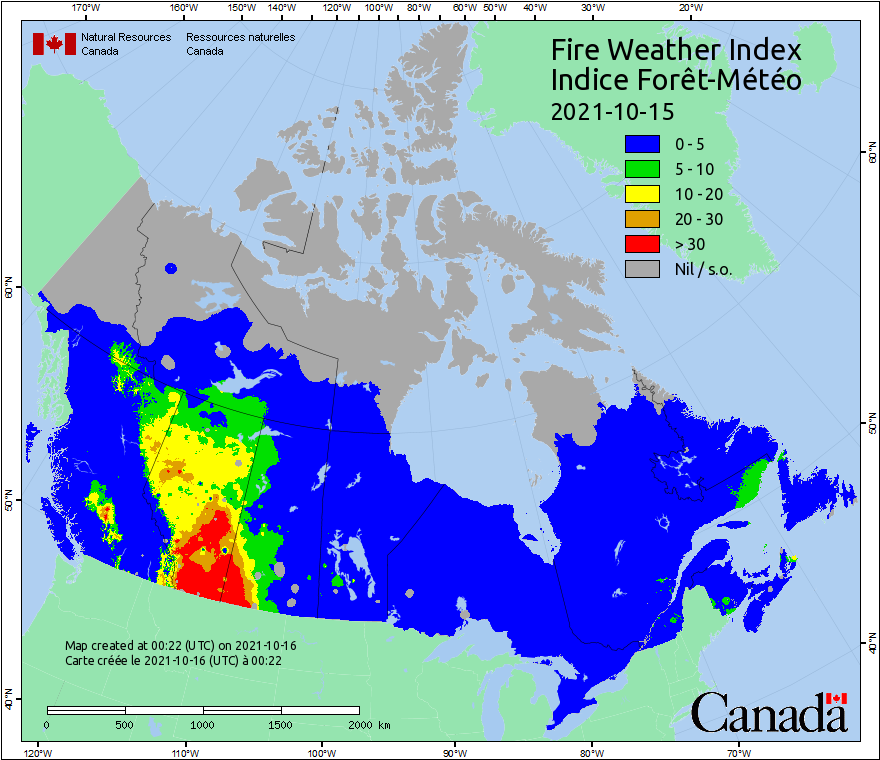 170°W 160°W 150°W 140°W 130°W 120°W 110°W 100°W 90°W 80°W 70°W 60°W 50°W 40°W 30°W 20°W
Natural Resources Canada
Ressources naturelles Canada
Fire Weather Index
Indice Forêt-Météo
2021-10-15
0 - 5
5 - 10
10 - 20
20 - 30
> 30
Nil / s.o.
60°N
50°N
40°N
60°N
50°N
40°N
Map created at 00:22 (UTC) on 2021-10-16
Carte créée le 2021-10-16 (UTC) à 00:22
0 500 1000 1500 2000 km
Canada
120°W 110°W 100°W 90°W 80°W 70°W